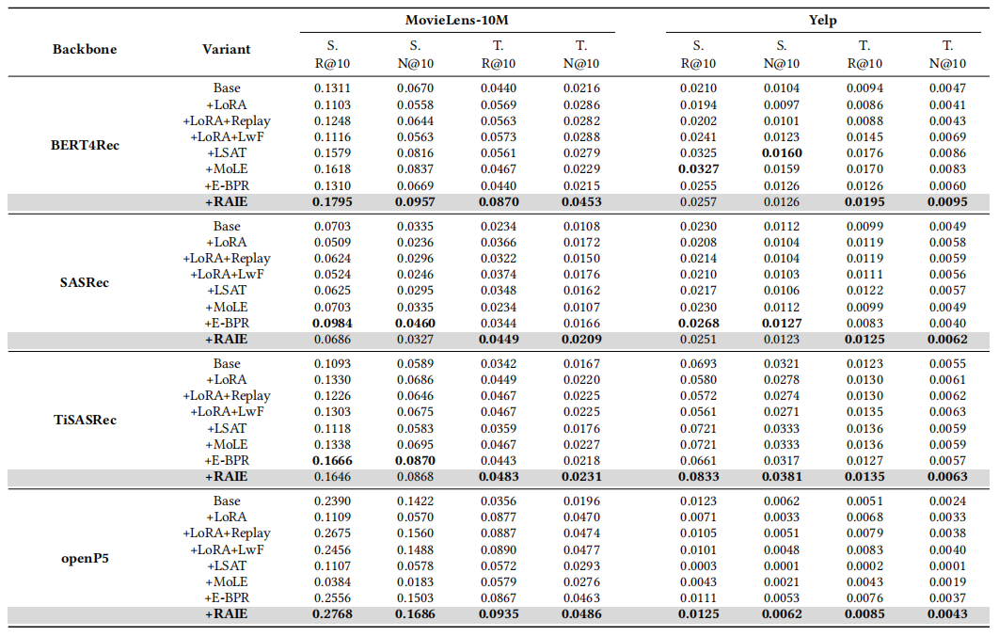 MovieLens-10M Yelp
Backbone Variant S. S. T. T. S. S. T. T.
R@10 N@10 R@10 N@10 R@10 N@10 R@10 N@10
Base 0.1311 0.0670 0.0440 0.0216 0.0210 0.0104 0.0094 0.0047
+LoRA 0.1103 0.0558 0.0569 0.0286 0.0194 0.0097 0.0086 0.0041
+LoRA+Replay 0.1248 0.0644 0.0563 0.0282 0.0202 0.0101 0.0088 0.0043
+LoRA+LwF 0.1116 0.0563 0.0573 0.0288 0.0241 0.0123 0.0145 0.0069
BERT4Rec
+LSAT 0.1579 0.0816 0.0561 0.0279 0.0325 0.0160 0.0176 0.0086
+MoLE 0.1618 0.0837 0.0467 0.0229 0.0327 0.0159 0.0170 0.0083
+E-BPR 0.1310 0.0669 0.0440 0.0215 0.0255 0.0126 0.0126 0.0060
+RAIE 0.1795 0.0957 0.0870 0.0453 0.0257 0.0126 0.0195 0.0095
Base 0.0703 0.0335 0.0234 0.0108 0.0230 0.0112 0.0099 0.0049
+LoRA 0.0509 0.0236 0.0366 0.0172 0.0208 0.0104 0.0119 0.0058
+LoRA+Replay 0.0624 0.0296 0.0322 0.0150 0.0214 0.0104 0.0119 0.0059
+LoRA+LwF 0.0524 0.0246 0.0374 0.0176 0.0210 0.0103 0.0111 0.0056
SASRec
+LSAT 0.0625 0.0295 0.0348 0.0162 0.0217 0.0106 0.0122 0.0057
+MoLE 0.0703 0.0335 0.0234 0.0107 0.0230 0.0112 0.0099 0.0049
+E-BPR 0.0984 0.0460 0.0344 0.0166 0.0268 0.0127 0.0083 0.0040
+RAIE 0.0686 0.0327 0.0449 0.0209 0.0251 0.0123 0.0125 0.0062
Base 0.1093 0.0589 0.0342 0.0167 0.0693 0.0321 0.0123 0.0055
+LoRA 0.1330 0.0686 0.0449 0.0220 0.0580 0.0278 0.0130 0.0061
+LoRA+Replay 0.1226 0.0646 0.0467 0.0225 0.0572 0.0274 0.0130 0.0062
+LoRA+LwF 0.1303 0.0675 0.0467 0.0225 0.0561 0.0271 0.0135 0.0063
TiSASRec
+LSAT 0.1118 0.0583 0.0359 0.0176 0.0721 0.0333 0.0136 0.0059
+MoLE 0.1338 0.0695 0.0467 0.0227 0.0721 0.0333 0.0136 0.0059
+E-BPR 0.1666 0.0870 0.0443 0.0218 0.0661 0.0317 0.0127 0.0057
+RAIE 0.1646 0.0868 0.0483 0.0231 0.0833 0.0381 0.0135 0.0063
Base 0.2390 0.1422 0.0356 0.0196 0.0123 0.0062 0.0051 0.0024
+LoRA 0.1109 0.0570 0.0877 0.0470 0.0071 0.0033 0.0068 0.0033
+LoRA+Replay 0.2675 0.1560 0.0887 0.0474 0.0105 0.0051 0.0079 0.0038
+LoRA+LwF 0.2456 0.1488 0.0890 0.0477 0.0101 0.0048 0.0083 0.0040
openP5
+LSAT 0.1107 0.0578 0.0572 0.0293 0.0003 0.0001 0.0002 0.0001
+MoLE 0.0384 0.0183 0.0579 0.0276 0.0043 0.0021 0.0043 0.0019
+E-BPR 0.2556 0.1503 0.0867 0.0463 0.0111 0.0053 0.0076 0.0037
+RAIE 0.2768 0.1686 0.0935 0.0486 0.0125 0.0062 0.0085 0.0043